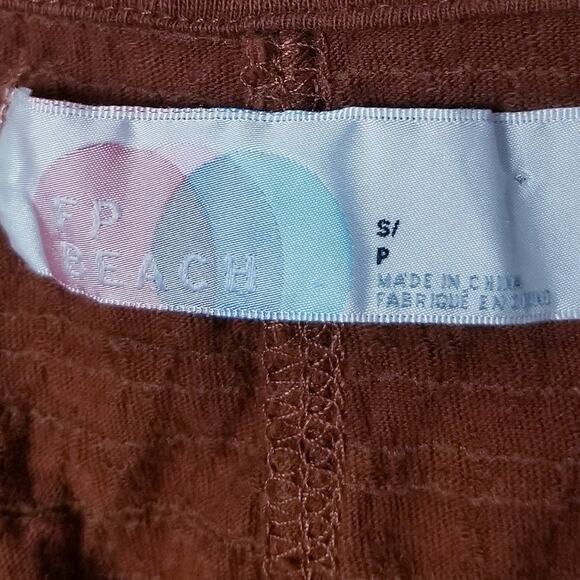 FP
BEACH
S/
P
MADE IN CHINA
FABRIQUÉ EN CHINE